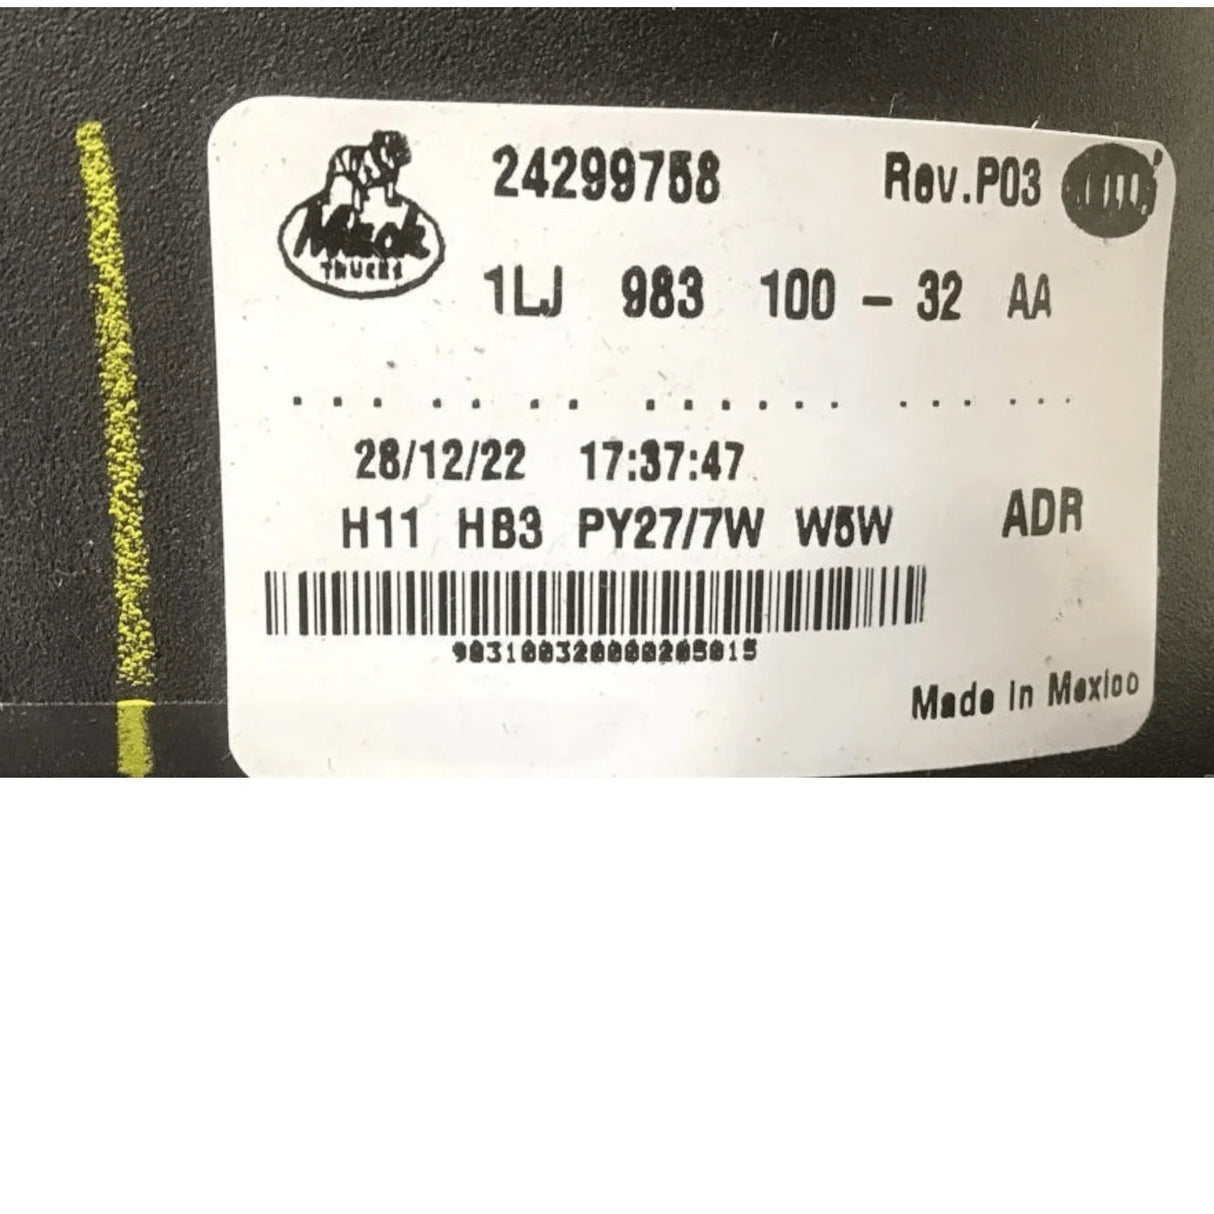 Mack
TRUCKS
24299758 Rev.P03
1LJ 983 100 - 32 AA
28/12/22 17:37:47
H11 HB3 PY27/7W W5W ADR
Made In Mexico